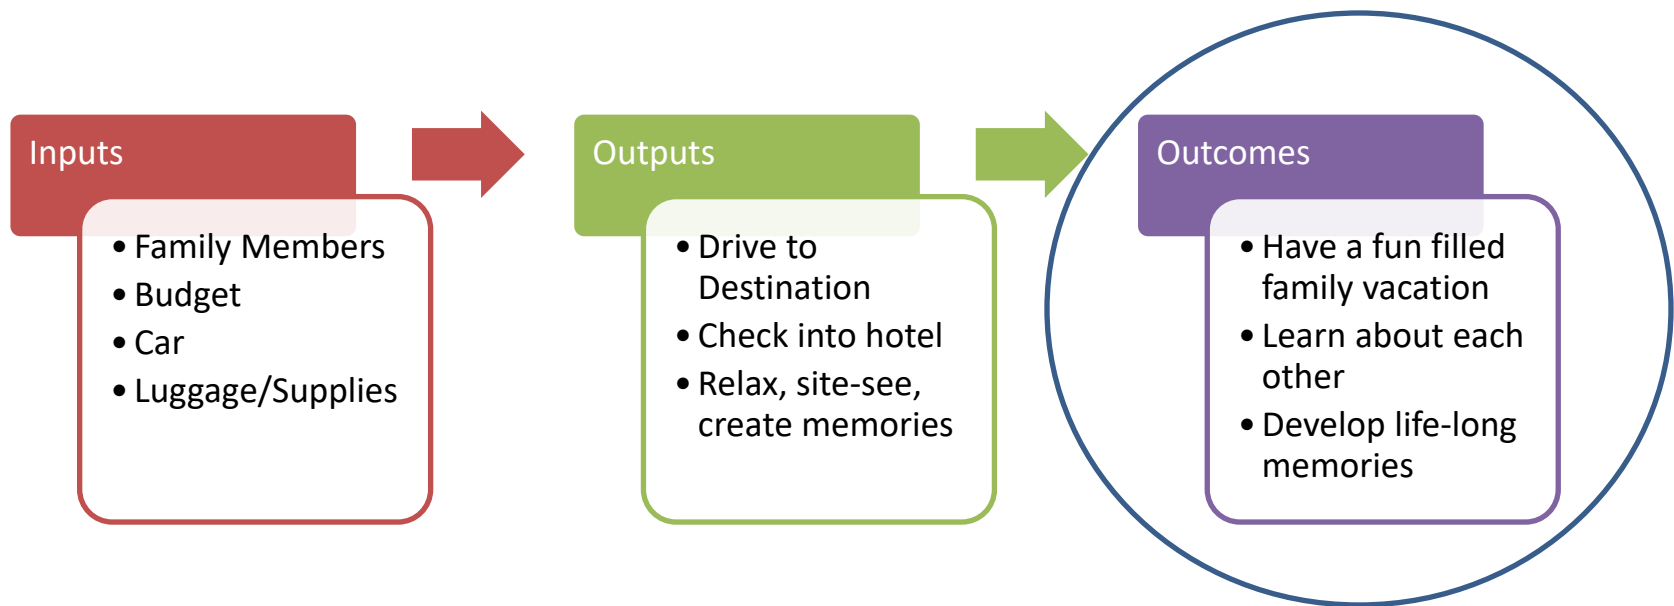 Inputs
• Family Members
• Budget
• Car
• Luggage/Supplies
Outputs
• Drive to
Destination
• Check into hotel
• Relax, site-see,
create memories
Outcomes
• Have a fun filled
family vacation
• Learn about each
other
• Develop life-long
memories